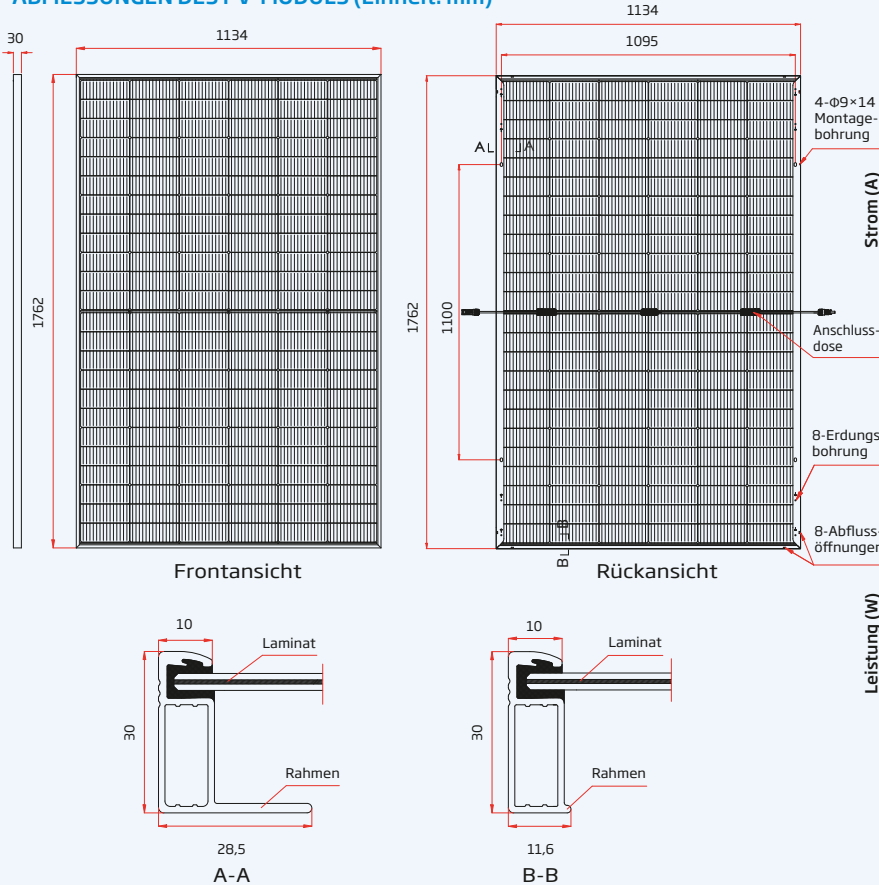 ABMESSUNGEN DES PV-MODULS (Einheit: mm)
30
1134
1762
Frontansicht
1134
1095
1762
1100
A
A
B
B
4-Φ9×14
Montage-
bohrung
Anschluss-
dose
8-Erdungs
bohrung
8-Abfluss-
öffnungen
Rückansicht
Strom (A)
Leistung (W)
10
Laminat
30
Rahmen
28,5
A-A
10
Laminat
30
Rahmen
11,6
B-B